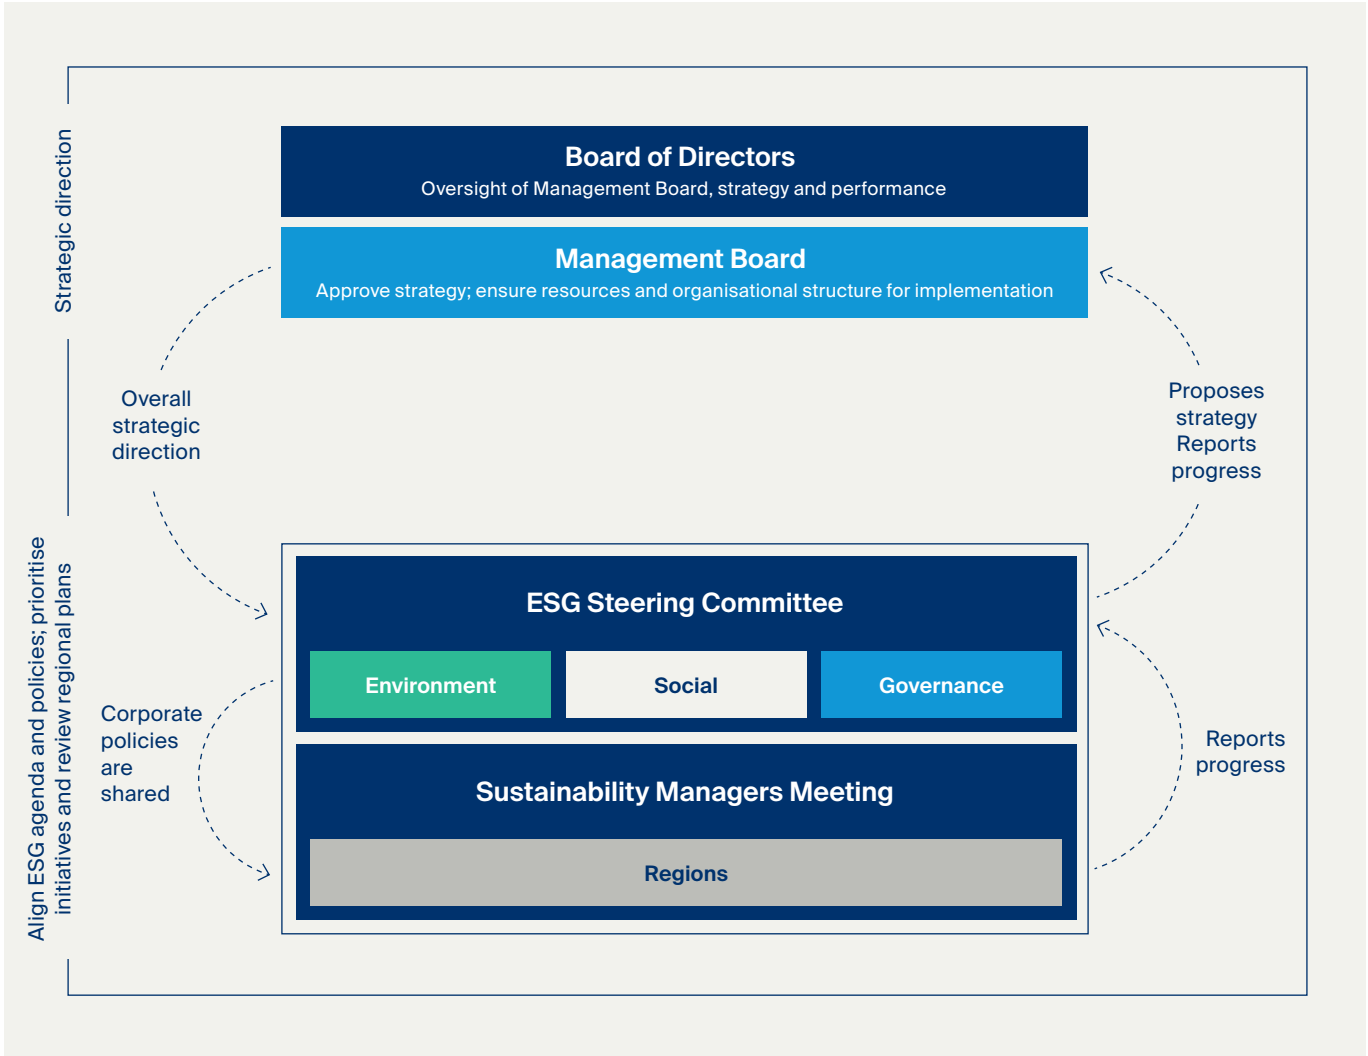 Strategic direction
Board of Directors
Oversight of Management Board, strategy and performance
Management Board
Approve strategy; ensure resources and organisational structure for implementation
Overall
strategic
direction
Proposes
strategy
Reports
progress
Align ESG agenda and policies; prioritise
initiatives and review regional plans
ESG Steering Committee
Environment
Social
Governance
Corporate
policies
are
shared
Reports
progress
Sustainability Managers Meeting
Regions